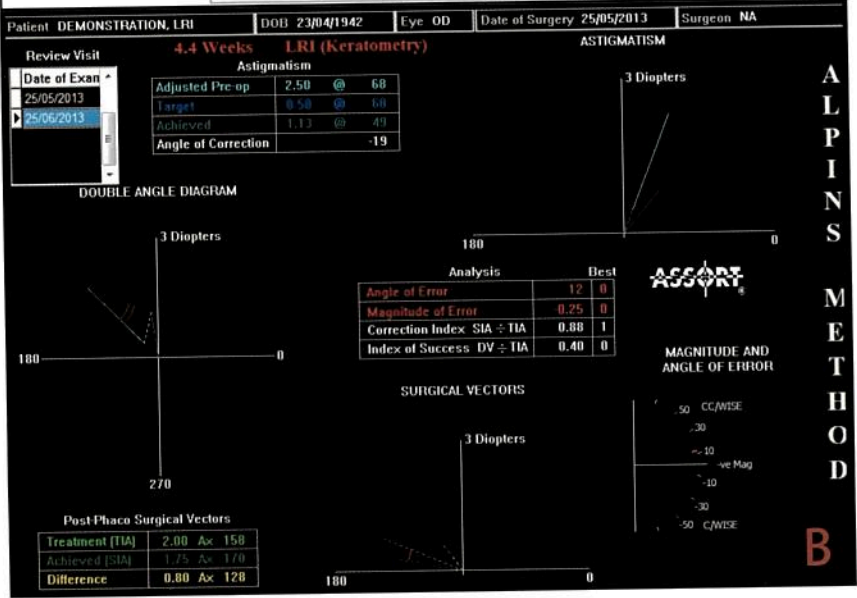 Patient DEMONSTRATION, LRI DOB 23/04/1942 Eye OD Date of Surgery 25/05/2013 Surgeon NA
Review Visit
Date of Exan
25/05/2013
25/06/2013
4.4 Weeks LRI (Keratometry)
Astigmatism
Adjusted Pre-op 2.50 @ 68
Target 0.50 @ 68
Achieved 1.13 @ 49
Angle of Correction -19
ASTIGMATISM
3 Diopters
180 0
ALPINS METHOD
DOUBLE ANGLE DIAGRAM
3 Diopters
180 0
270
Analysis Best
Angle of Error 12 0
Magnitude of Error -0.25 0
Correction Index SIA ÷ TIA 0.88 1
Index of Success DV ÷ TIA 0.40 0
ASSORT®
MAGNITUDE AND
ANGLE OF ERROR
50 CC/WISE
30
10
-ve Mag
-10
-30
-50 C/WISE
SURGICAL VECTORS
3 Diopters
180 0
Post-Phaco Surgical Vectors
Treatment [TIA] 2.00 Ax 158
Achieved [SIA] 1.75 Ax 170
Difference 0.80 Ax 128
B